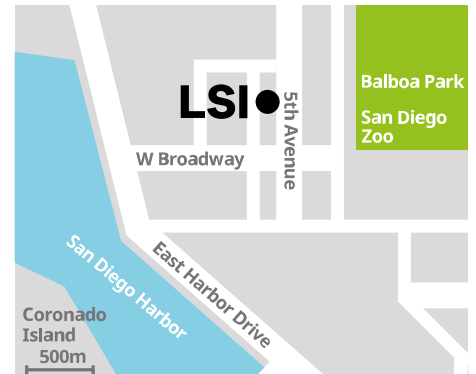 Balboa Park
San Diego
Zoo
LSI
5th Avenue
W Broadway
San Diego Harbor
East Harbor Drive
Coronado
Island
500m